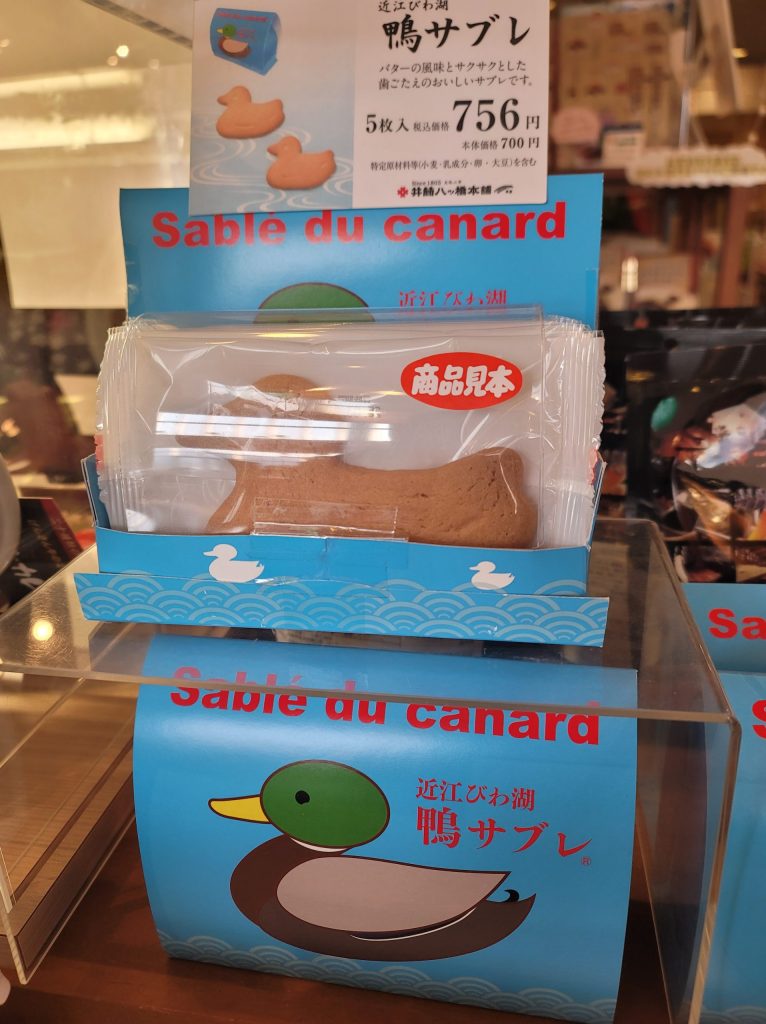 近江びわ湖
鴨サブレ
バターの風味とサクサクとした
歯ごたえのおいしいサブレです。
5枚入 税込価格 756円
本体価格 700円
特定原材料等(小麦・乳成分・卵・大豆)を含む
Since 1805
井筒八ッ橋本舗
Sablé du canard
近江びわ湖
商品見本
Sablé du canard
近江びわ湖
鴨サブレ®
Sa
S